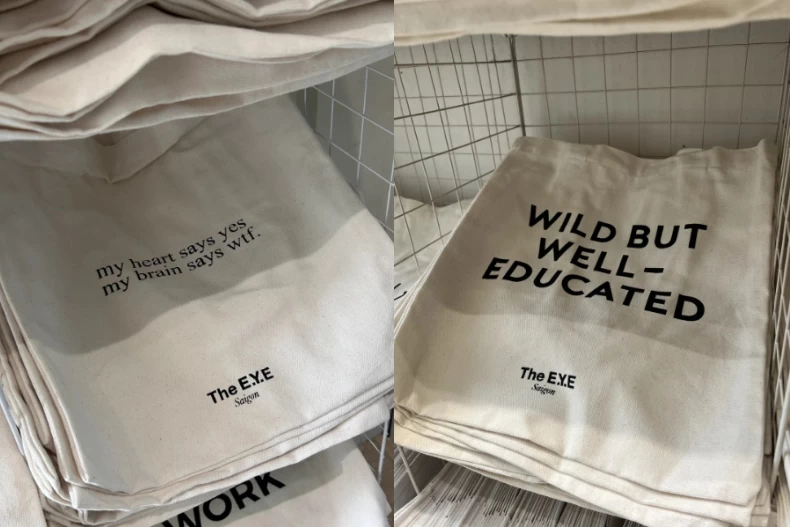 my heart says yes
my brain says wtf.
The E.Y.E
Saigon
WORK
WILD BUT
WELL–
EDUCATED
The E.Y.E
Saigon